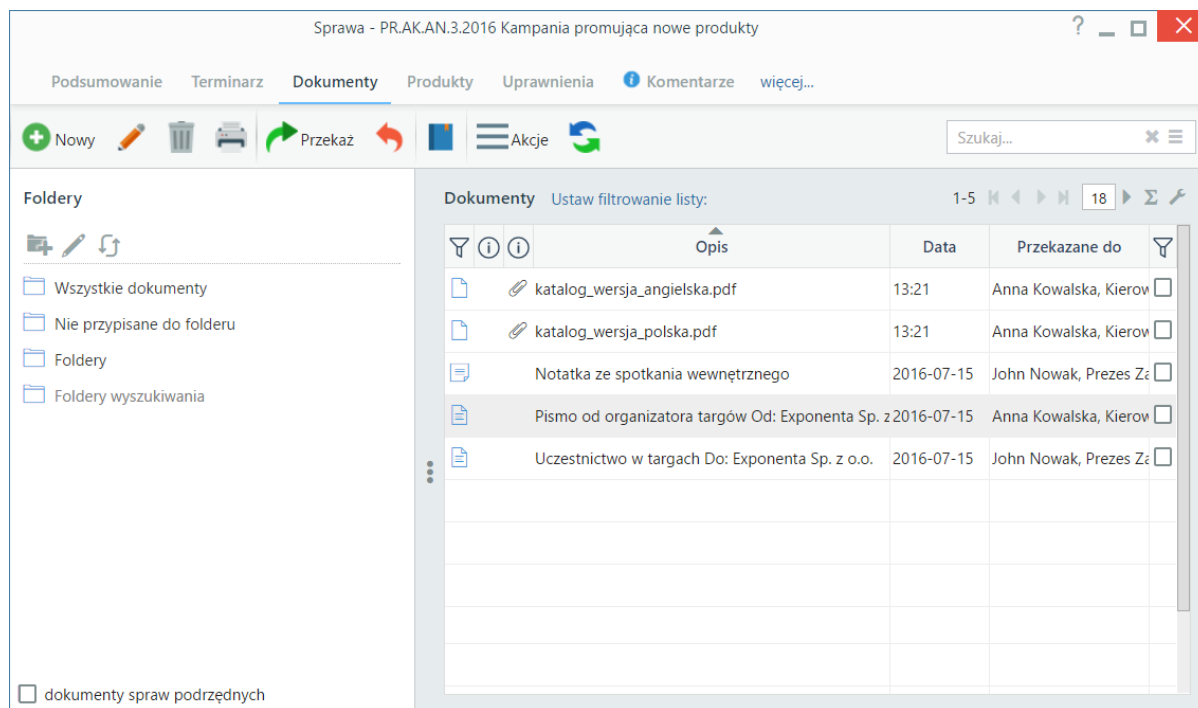 Sprawa - PR.AK.AN.3.2016 Kampania promująca nowe produkty
Podsumowanie Terminarz Dokumenty Produkty Uprawnienia Komentarze więcej...
Nowy Przekaż Akcje Szukaj...
Foldery
Wszystkie dokumenty
Nie przypisane do folderu
Foldery
Foldery wyszukiwania
dokumenty spraw podrzędnych
Dokumenty Ustaw filtrowanie listy: 1-5 18
Opis Data Przekazane do
katalog_wersja_angielska.pdf 13:21 Anna Kowalska, Kierow
katalog_wersja_polska.pdf 13:21 Anna Kowalska, Kierow
Notatka ze spotkania wewnętrznego 2016-07-15 John Nowak, Prezes Za
Pismo od organizatora targów Od: Exponenta Sp. z 2016-07-15 Anna Kowalska, Kierow
Uczestnictwo w targach Do: Exponenta Sp. z o.o. 2016-07-15 John Nowak, Prezes Za